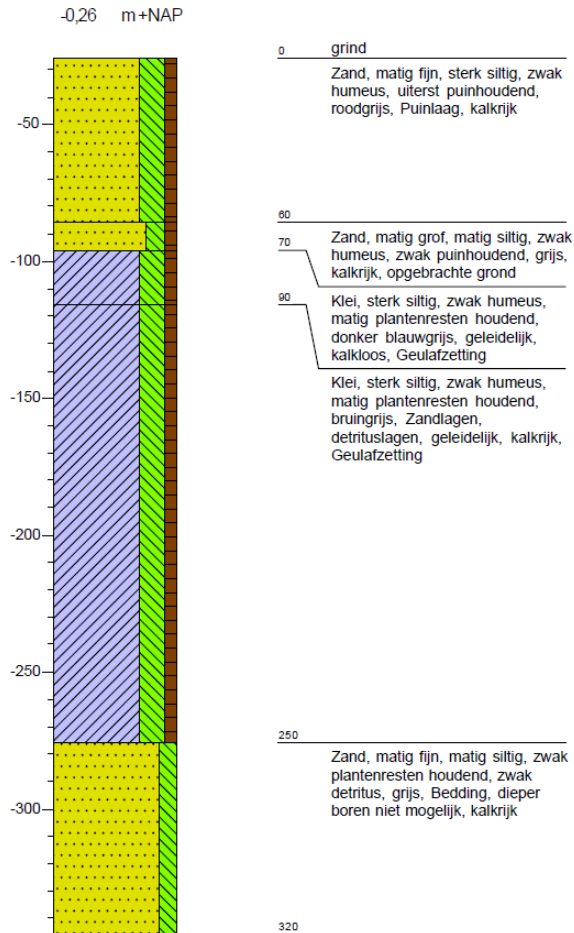 -0,26 m+NAP
0 grind
Zand, matig fijn, sterk siltig, zwak
humeus, uiterst puinhoudend,
roodgrijs, Puinlaag, kalkrijk
-50
60
Zand, matig grof, matig siltig, zwak
70 humeus, zwak puinhoudend, grijs,
-100 kalkrijk, opgebrachte grond
90 Klei, sterk siltig, zwak humeus,
matig plantenresten houdend,
donker blauwgrijs, geleidelijk,
kalkloos, Geulafzetting
-150 Klei, sterk siltig, zwak humeus,
matig plantenresten houdend,
bruingrijs, Zandlagen,
detrituslagen, geleidelijk, kalkrijk,
Geulafzetting
-200
-250
250
Zand, matig fijn, matig siltig, zwak
plantenresten houdend, zwak
detritus, grijs, Bedding, dieper
-300 boren niet mogelijk, kalkrijk
320